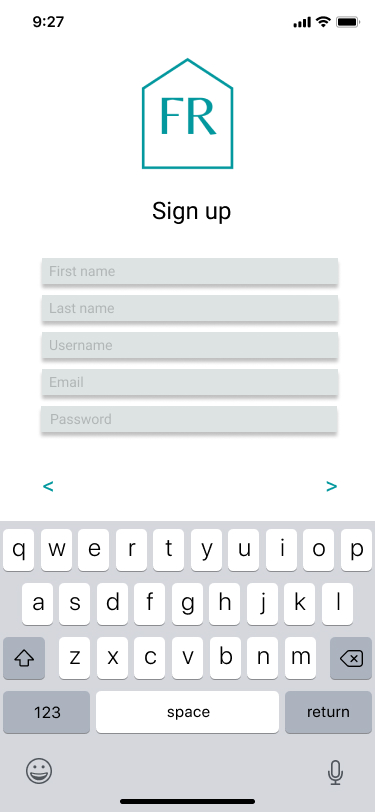 9:27
FR
Sign up
First name
Last name
Username
Email
Password
< >
q w e r t y u i o p
a s d f g h j k l
z x c v b n m
123 space return